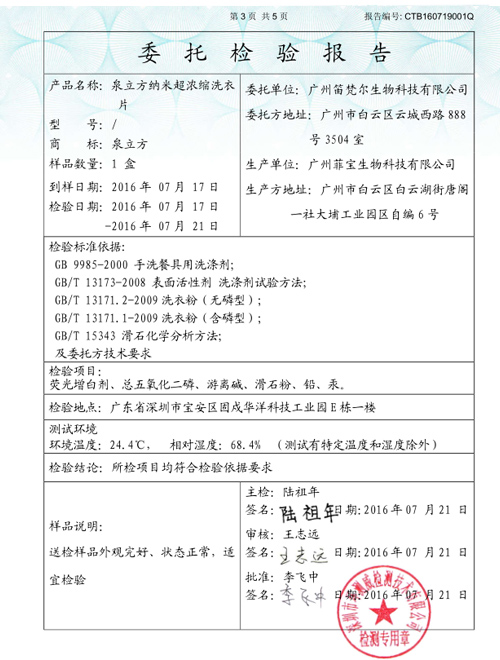 第 3 页 共 5 页
报告编号: CTB160719001Q
委托检验报告
产品名称: 泉立方纳米超浓缩洗衣
片
型 号: /
商 标: 泉立方
样品数量: 1 盒
到样日期: 2016 年 07 月 17 日
检验日期: 2016 年 07 月 17 日
-2016 年 07 月 21 日
委托单位: 广州笛梵尔生物科技有限公司
委托方地址: 广州市白云区云城西路 888
号 3504 室
生产单位: 广州菲宝生物科技有限公司
生产方地址: 广州市白云区白云湖街唐阁
一社大埔工业园区自编 6 号
检验标准依据:
GB 9985-2000 手洗餐具用洗涤剂;
GB/T 13173-2008 表面活性剂 洗涤剂试验方法;
GB/T 13171.2-2009 洗衣粉（无磷型）;
GB/T 13171.1-2009 洗衣粉（含磷型）;
GB/T 15343 滑石化学分析方法;
及委托方技术要求
检验项目:
荧光增白剂、总五氧化二磷、游离碱、滑石粉、铅、汞。
检验地点: 广东省深圳市宝安区固戍华洋科技工业园 E 栋一楼
测试环境
环境温度: 24.4℃, 相对湿度: 68.4% （测试有特定温度和湿度除外）
检验结论: 所检项目均符合检验依据要求
样品说明:
送检样品外观完好、状态正常，适
宜检验
主检: 陆祖年
签名: 陆祖年 日期: 2016 年 07 月 21 日
审核: 王志远
签名: 王志远 日期: 2016 年 07 月 21 日
批准: 李飞中
签名: 李飞中 日期: 2016 年 07 月 21 日
检测专用章